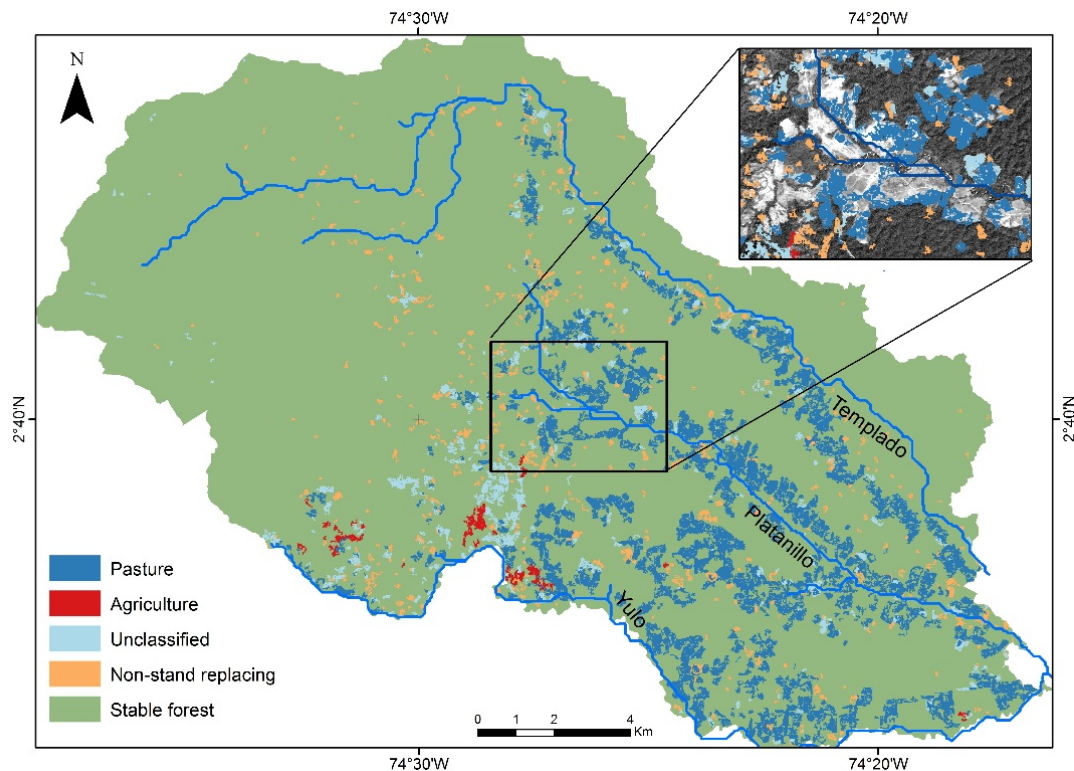 74°30'W
74°20'W
N
2°40'N
2°40'N
Templado
Platanillo
Yulo
Pasture
Agriculture
Unclassified
Non-stand replacing
Stable forest
0 1 2 4
Km
74°30'W
74°20'W